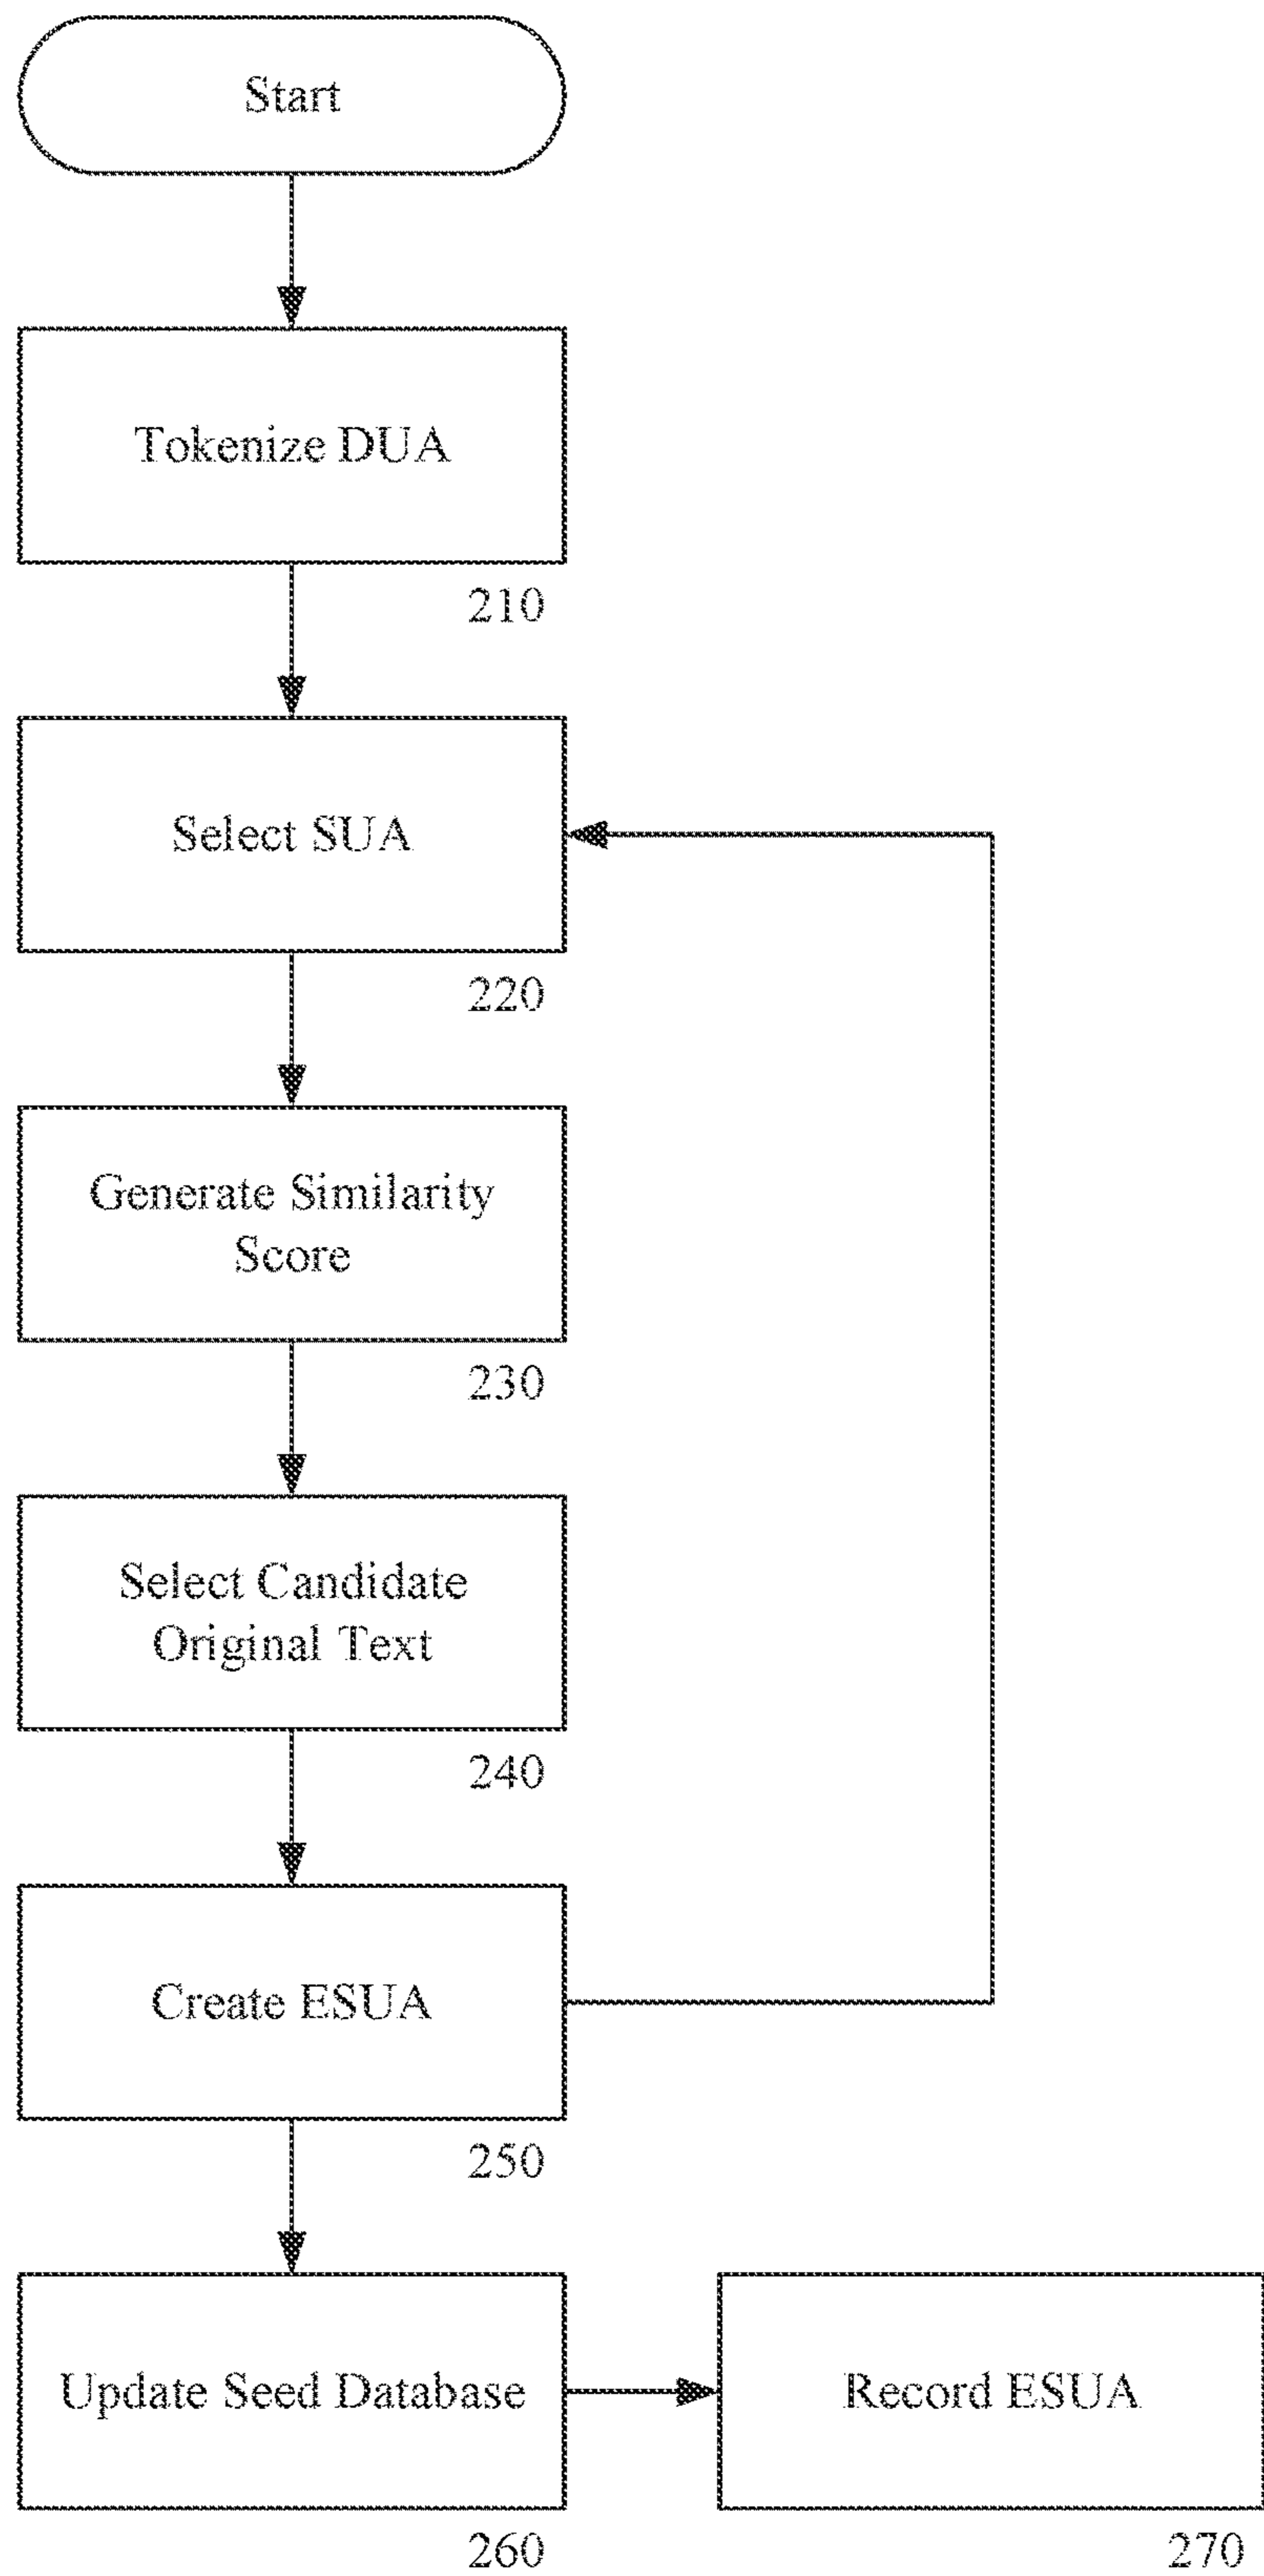 Start
Tokenize DUA
210
Select SUA
220
Generate Similarity
Score
230
Select Candidate
Original Text
240
Create ESUA
250
Update Seed Database
260
Record ESUA
270